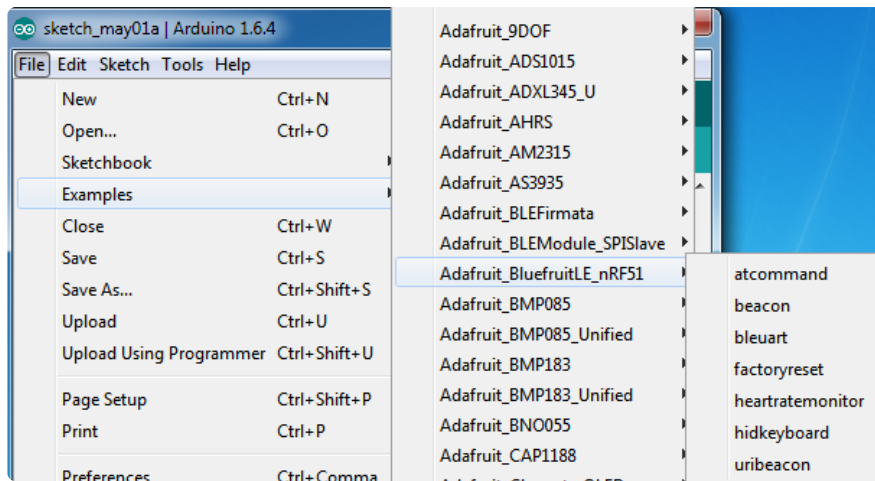 sketch_may01a | Arduino 1.6.4
File Edit Sketch Tools Help
New Ctrl+N
Open... Ctrl+O
Sketchbook
Examples
Close Ctrl+W
Save Ctrl+S
Save As... Ctrl+Shift+S
Upload Ctrl+U
Upload Using Programmer Ctrl+Shift+U
Page Setup Ctrl+Shift+P
Print Ctrl+P
Preferences Ctrl+Comma
Adafruit_9DOF
Adafruit_ADS1015
Adafruit_ADXL345_U
Adafruit_AHRS
Adafruit_AM2315
Adafruit_AS3935
Adafruit_BLEFirmata
Adafruit_BLEModule_SPISlave
Adafruit_BluefruitLE_nRF51
Adafruit_BMP085
Adafruit_BMP085_Unified
Adafruit_BMP183
Adafruit_BMP183_Unified
Adafruit_BNO055
Adafruit_CAP1188
atcommand
beacon
bleuart
factoryreset
heartratemonitor
hidkeyboard
uribeacon